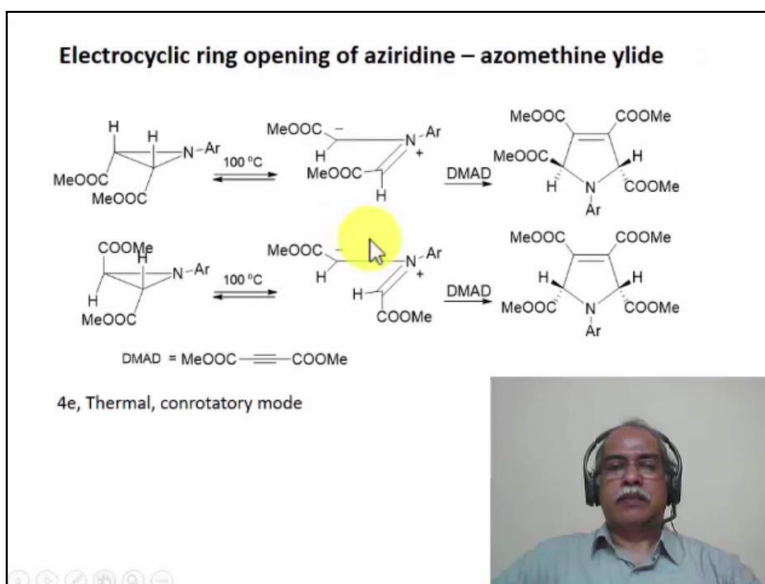 Electrocyclic ring opening of aziridine – azomethine ylide
H
H
N-Ar
MeOOC
MeOOC
100 °C
MeOOC
–
H
N-Ar
+
MeOOC
H
DMAD
MeOOC
COOMe
MeOOC
H
H
N
COOMe
Ar
COOMe
H
N-Ar
H
MeOOC
100 °C
MeOOC
–
H
N-Ar
+
H
COOMe
DMAD
MeOOC
COOMe
H
H
MeOOC
N
COOMe
Ar
DMAD = MeOOC COOMe
4e, Thermal, conrotatory mode